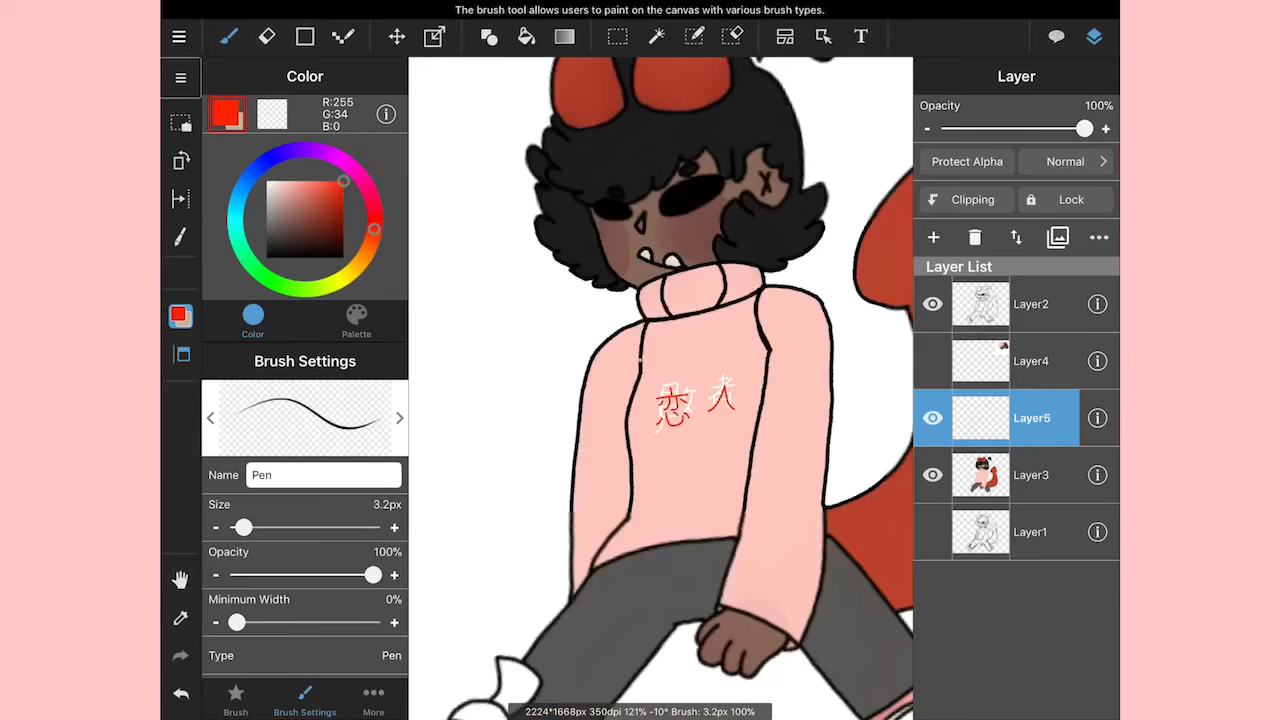 The brush tool allows users to paint on the canvas with various brush types.
T
Color
R:255
G:34
B:0
Color
Palette
Brush Settings
Name Pen
Size 3.2px
- +
Opacity 100%
- +
Minimum Width 0%
- +
Type Pen
Brush
Brush Settings
More
恋人
敗者
2224*1668px 350dpi 121% -10° Brush: 3.2px 100%
Layer
Opacity 100%
- +
Protect Alpha Normal
Clipping Lock
Layer List
Layer2
Layer4
Layer5
Layer3
Layer1